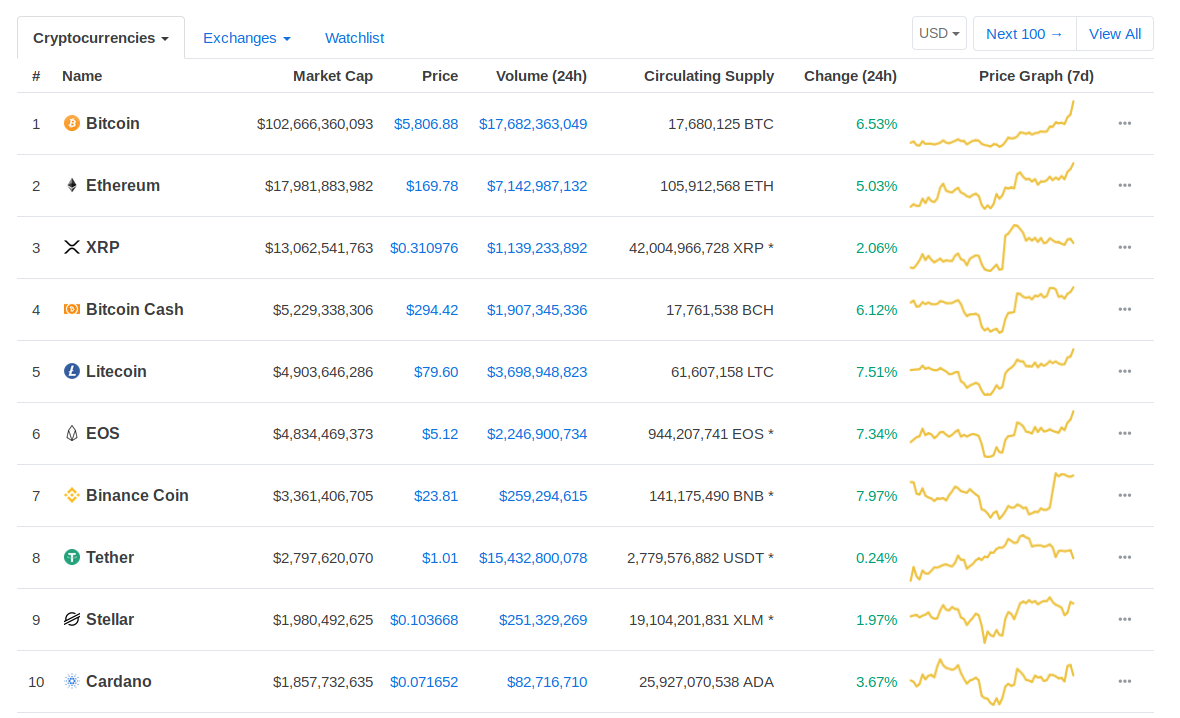 Cryptocurrencies Exchanges Watchlist USD Next 100 → View All
# Name Market Cap Price Volume (24h) Circulating Supply Change (24h) Price Graph (7d)
1 Bitcoin $102,666,360,093 $5,806.88 $17,682,363,049 17,680,125 BTC 6.53%
2 Ethereum $17,981,883,982 $169.78 $7,142,987,132 105,912,568 ETH 5.03%
3 XRP $13,062,541,763 $0.310976 $1,139,233,892 42,004,966,728 XRP * 2.06%
4 Bitcoin Cash $5,229,338,306 $294.42 $1,907,345,336 17,761,538 BCH 6.12%
5 Litecoin $4,903,646,286 $79.60 $3,698,948,823 61,607,158 LTC 7.51%
6 EOS $4,834,469,373 $5.12 $2,246,900,734 944,207,741 EOS * 7.34%
7 Binance Coin $3,361,406,705 $23.81 $259,294,615 141,175,490 BNB * 7.97%
8 Tether $2,797,620,070 $1.01 $15,432,800,078 2,779,576,882 USDT * 0.24%
9 Stellar $1,980,492,625 $0.103668 $251,329,269 19,104,201,831 XLM * 1.97%
10 Cardano $1,857,732,635 $0.071652 $82,716,710 25,927,070,538 ADA 3.67%